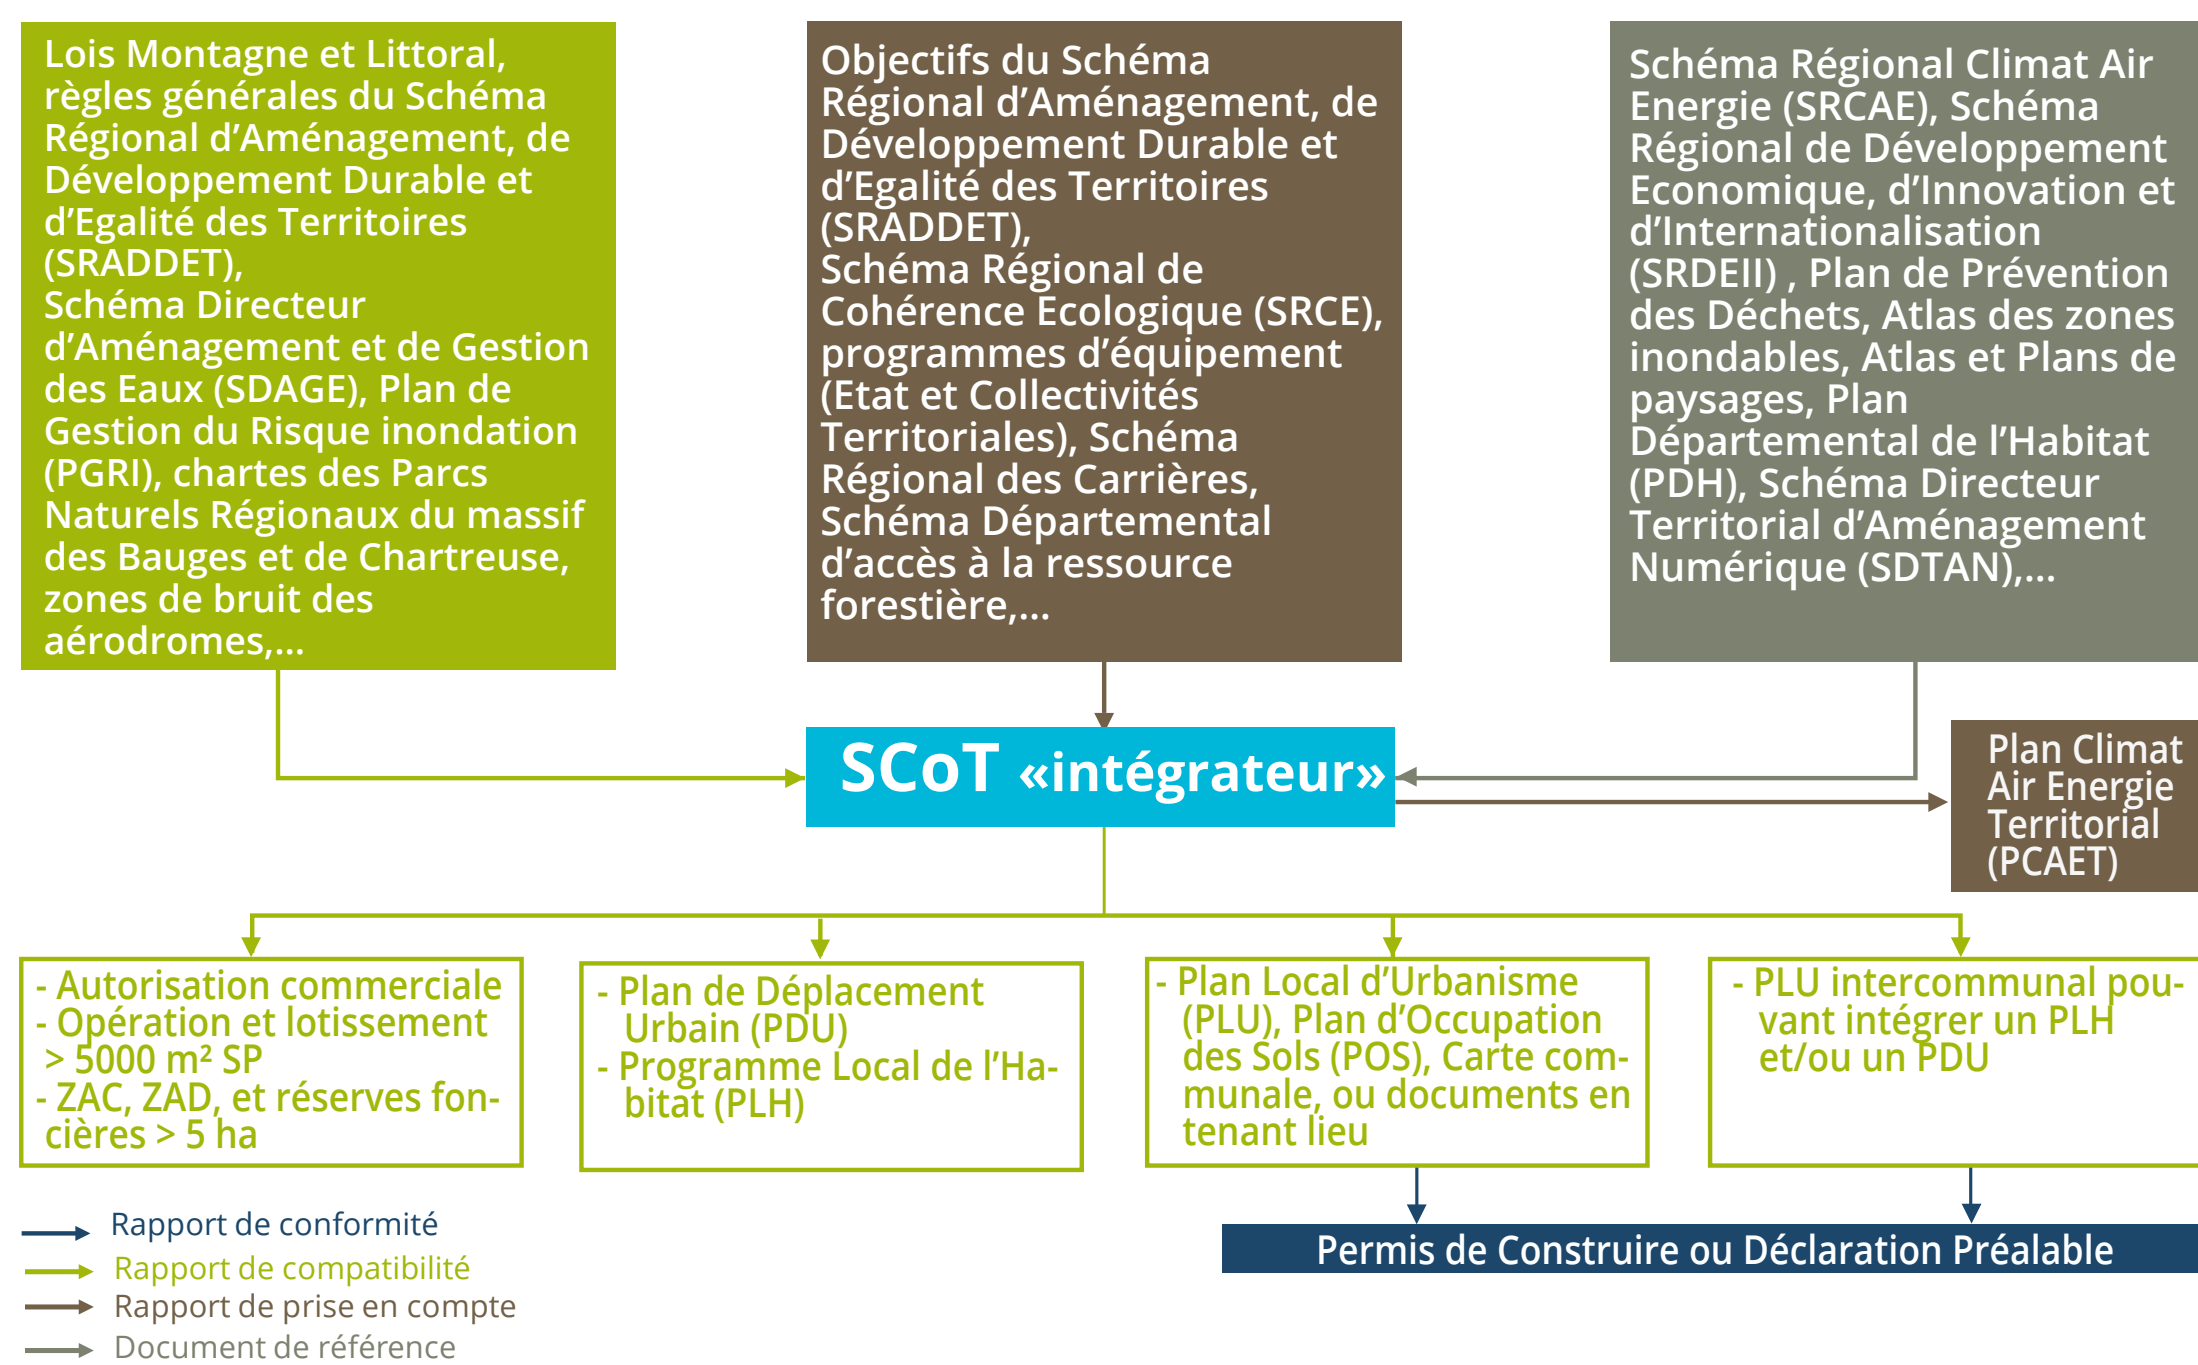 Lois Montagne et Littoral,
règles générales du Schéma
Régional d’Aménagement, de
Développement Durable et
d’Egalité des Territoires
(SRADDET),
Schéma Directeur
d’Aménagement et de Gestion
des Eaux (SDAGE), Plan de
Gestion du Risque inondation
(PGRI), chartes des Parcs
Naturels Régionaux du massif
des Bauges et de Chartreuse,
zones de bruit des
aérodromes,...
Objectifs du Schéma
Régional d’Aménagement, de
Développement Durable et
d’Egalité des Territoires
(SRADDET),
Schéma Régional de
Cohérence Ecologique (SRCE),
programmes d’équipement
(Etat et Collectivités
Territoriales), Schéma
Régional des Carrières,
Schéma Départemental
d’accès à la ressource
forestière,...
Schéma Régional Climat Air
Energie (SRCAE), Schéma
Régional de Développement
Economique, d’Innovation et
d’Internationalisation
(SRDEII) , Plan de Prévention
des Déchets, Atlas des zones
inondables, Atlas et Plans de
paysages, Plan
Départemental de l’Habitat
(PDH), Schéma Directeur
Territorial d’Aménagement
Numérique (SDTAN),...
SCoT «intégrateur»
Plan Climat
Air Energie
Territorial
(PCAET)
- Autorisation commerciale
- Opération et lotissement
> 5000 m² SP
- ZAC, ZAD, et réserves fon-
cières > 5 ha
- Plan de Déplacement
Urbain (PDU)
- Programme Local de l’Ha-
bitat (PLH)
- Plan Local d’Urbanisme
(PLU), Plan d’Occupation
des Sols (POS), Carte com-
munale, ou documents en
tenant lieu
- PLU intercommunal pou-
vant intégrer un PLH
et/ou un PDU
Permis de Construire ou Déclaration Préalable
Rapport de conformité
Rapport de compatibilité
Rapport de prise en compte
Document de référence